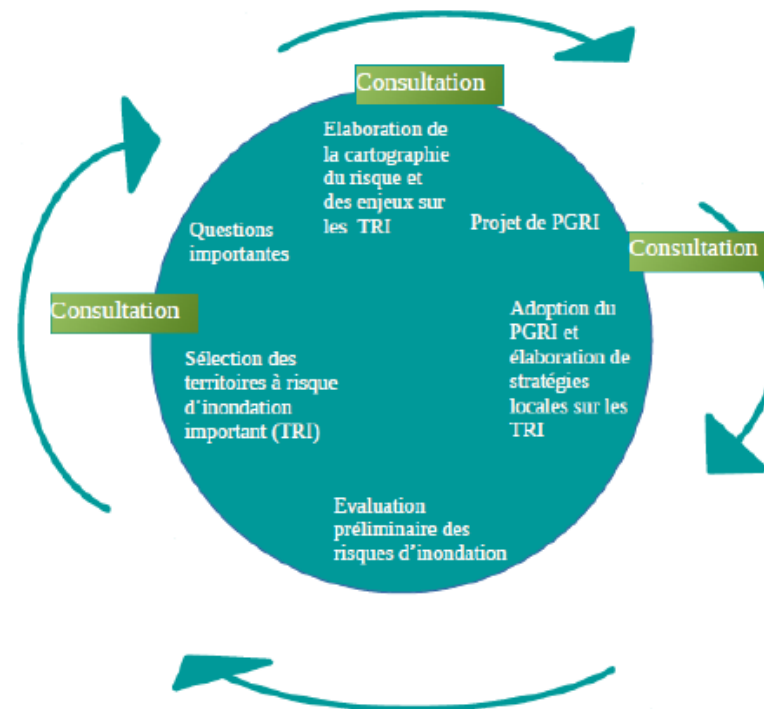 Consultation
Elaboration de
la cartographie
du risque et
des enjeux sur
les TRI
Questions
importantes
Projet de PGRI
Consultation
Consultation
Adoption du
PGRI et
élaboration de
stratégies
locales sur les
TRI
Sélection des
territoires à risque
d'inondation
important (TRI)
Evaluation
préliminaire des
risques d'inondation